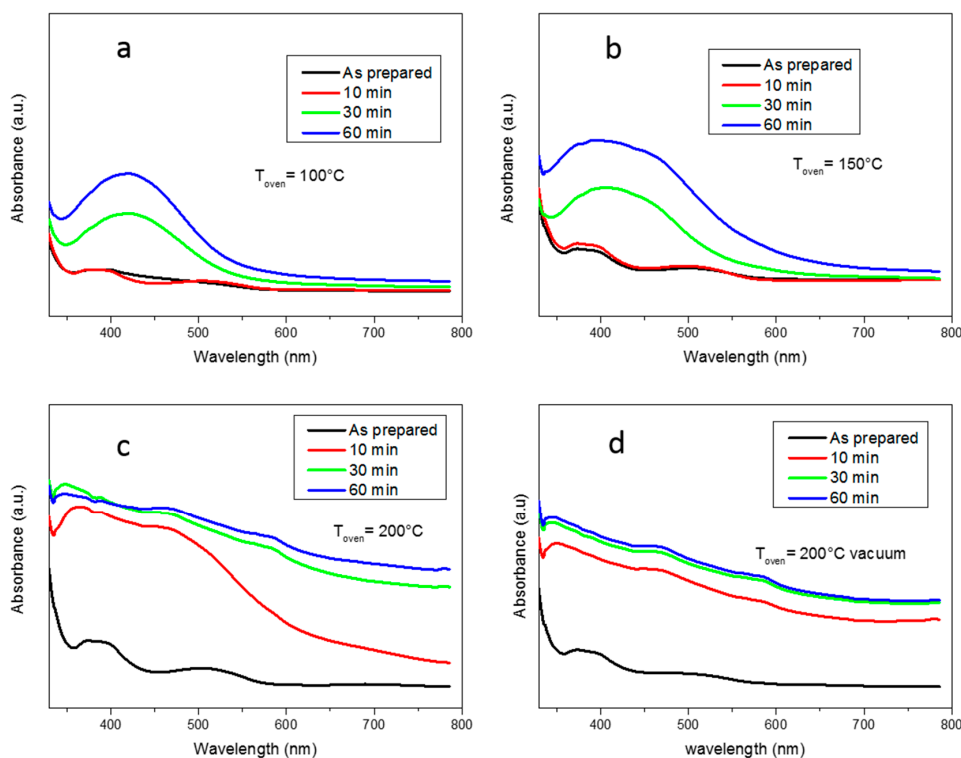 a
As prepared
10 min
30 min
60 min
T_oven = 100°C
Absorbance (a.u.)
400 500 600 700 800
Wavelength (nm)
b
As prepared
10 min
30 min
60 min
T_oven = 150°C
Absorbance (a.u.)
400 500 600 700 800
Wavelength (nm)
c
As prepared
10 min
30 min
60 min
T_oven = 200°C
Absorbance (a.u.)
400 500 600 700 800
Wavelength (nm)
d
As prepared
10 min
30 min
60 min
T_oven = 200°C vacuum
Absorbance (a.u)
400 500 600 700 800
wavelength (nm)